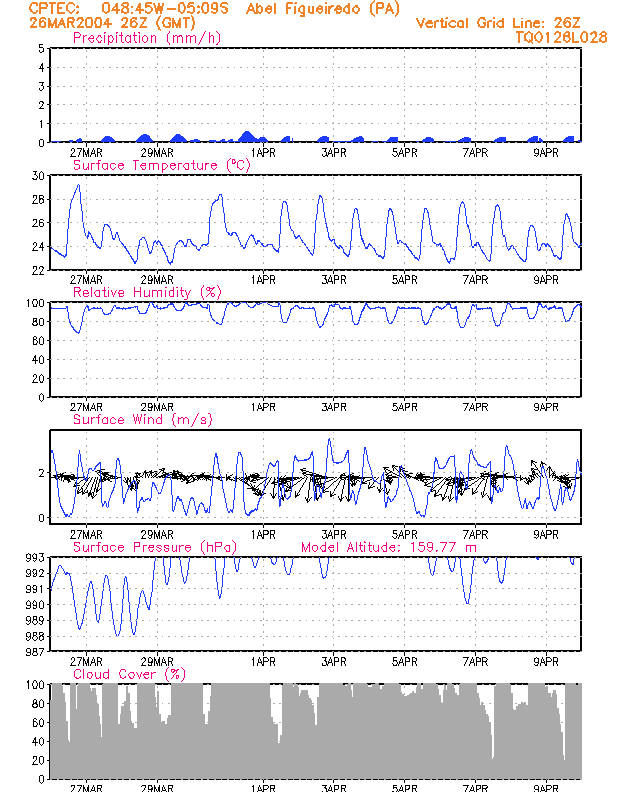 CPTEC: 048:45W-05:09S Abel Figueiredo (PA)
26MAR2004 26Z (GMT) Vertical Grid Line: 26Z
Precipitation (mm/h) TQ0126L028
5
4
3
2
1
0
27MAR 29MAR 1APR 3APR 5APR 7APR 9APR
Surface Temperature (°C)
30
28
26
24
22
27MAR 29MAR 1APR 3APR 5APR 7APR 9APR
Relative Humidity (%)
100
80
60
40
20
0
27MAR 29MAR 1APR 3APR 5APR 7APR 9APR
Surface Wind (m/s)
2
0
27MAR 29MAR 1APR 3APR 5APR 7APR 9APR
Surface Pressure (hPa) Model Altitude: 159.77 m
993
992
991
990
989
988
987
27MAR 29MAR 1APR 3APR 5APR 7APR 9APR
Cloud Cover (%)
100
80
60
40
20
0
27MAR 29MAR 1APR 3APR 5APR 7APR 9APR